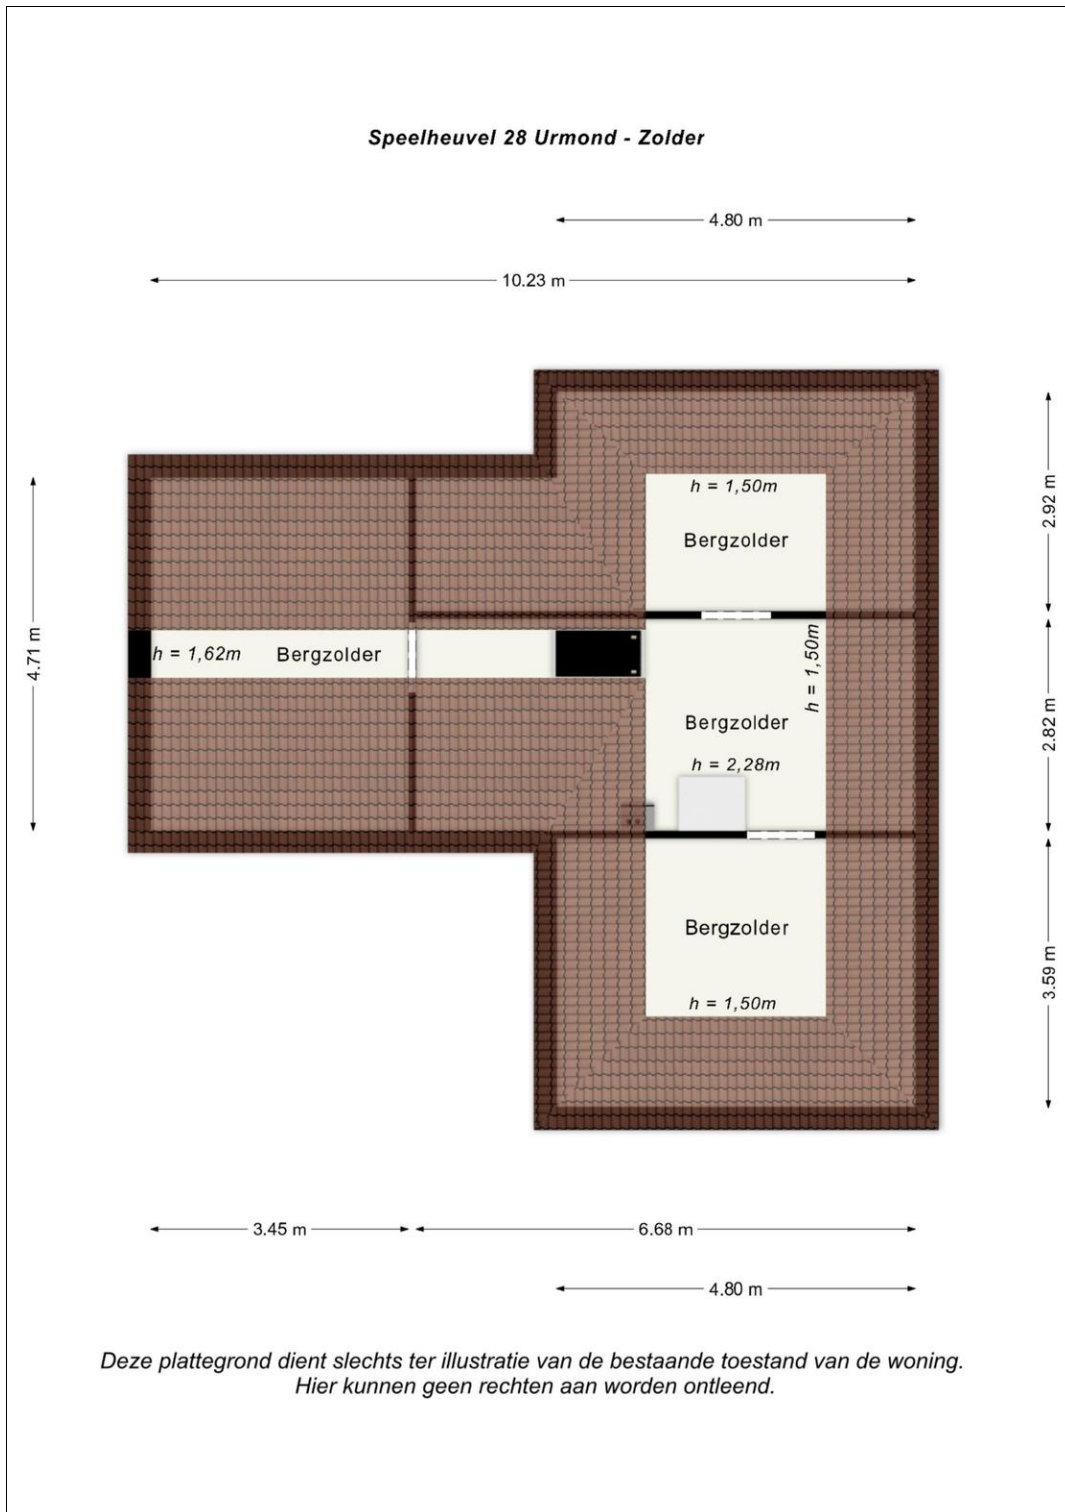 Speelheuvel 28 Urmond - Zolder
4.80 m
10.23 m
h = 1,50m
2.92 m
Bergzolder
4.71 m
h = 1,62m
Bergzolder
h = 1,50m
Bergzolder
2.82 m
h = 2,28m
Bergzolder
3.59 m
h = 1,50m
3.45 m
6.68 m
4.80 m
Deze plattegrond dient slechts ter illustratie van de bestaande toestand van de woning.
Hier kunnen geen rechten aan worden ontleend.